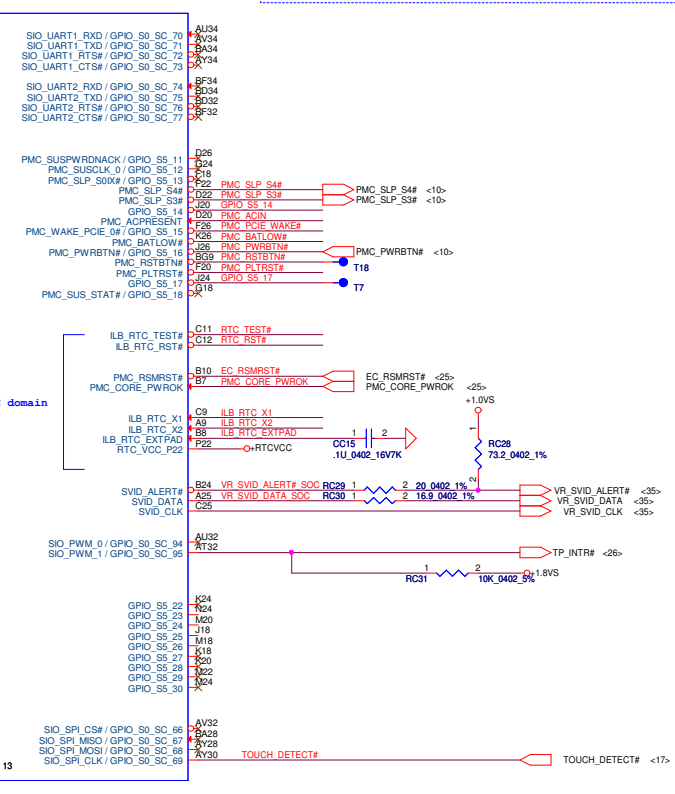 SIO_UART1_RXD / GPIO_S0_SC_70 AU34
SIO_UART1_TXD / GPIO_S0_SC_71 AV34
SIO_UART1_RTS# / GPIO_S0_SC_72 BA34
SIO_UART1_CTS# / GPIO_S0_SC_73 AY34
SIO_UART2_RXD / GPIO_S0_SC_74 BF34
SIO_UART2_TXD / GPIO_S0_SC_75 BD34
SIO_UART2_RTS# / GPIO_S0_SC_76 BD32
SIO_UART2_CTS# / GPIO_S0_SC_77 BF32
PMC_SUSPWRDNACK / GPIO_S5_11 D26
PMC_SUSCLK_0 / GPIO_S5_12 G24
PMC_SLP_S0IX# / GPIO_S5_13 F18
PMC_SLP_S4# F22 PMC_SLP_S4# PMC_SLP_S4# <10>
PMC_SLP_S3# D22 PMC_SLP_S3# PMC_SLP_S3# <10>
GPIO_S5_14 J20 GPIO_S5_14
PMC_ACPRESENT D20 PMC_ACIN
PMC_WAKE_PCIE_0# / GPIO_S5_15 F26 PMC_PCIE_WAKE#
PMC_BATLOW# K26 PMC_BATLOW#
PMC_PWRBTN# / GPIO_S5_16 J26 PMC_PWRBTN# PMC_PWRBTN# <10>
PMC_RSTBTN# BG9 PMC_RSTBTN# T18
PMC_PLTRST# F20 PMC_PLTRST#
GPIO_S5_17 J24 GPIO_S5_17 T7
PMC_SUS_STAT# / GPIO_S5_18 G18
ILB_RTC_TEST# C11 RTC_TEST#
ILB_RTC_RST# C12 RTC_RST#
PMC_RSMRST# B10 EC_RSMRST# EC_RSMRST# <25>
PMC_CORE_PWROK B7 PMC_CORE_PWROK PMC_CORE_PWROK <25>
+1.0VS
domain
ILB_RTC_X1 C9 ILB_RTC_X1
ILB_RTC_X2 A9 ILB_RTC_X2
ILB_RTC_EXTPAD B8 ILB_RTC_EXTPAD 1 2
RTC_VCC_P22 P22 +RTCVCC
CC15
.1U_0402_16V7K
1
RC28
73.2_0402_1%
2
SVID_ALERT# B24 VR_SVID_ALERT#_SOC RC29 1 2 20_0402_1% VR_SVID_ALERT# <35>
SVID_DATA A25 VR_SVID_DATA_SOC RC30 1 2 16.9_0402_1% VR_SVID_DATA <35>
SVID_CLK C25 VR_SVID_CLK <35>
SIO_PWM_0 / GPIO_S0_SC_94 AU32
SIO_PWM_1 / GPIO_S0_SC_95 AT32 TP_INTR# <26>
1 2 +1.8VS
RC31 10K_0402_5%
GPIO_S5_22 K24
GPIO_S5_23 N24
GPIO_S5_24 M20
GPIO_S5_25 J18
GPIO_S5_26 M18
GPIO_S5_27 K18
GPIO_S5_28 K20
GPIO_S5_29 M22
GPIO_S5_30 M24
SIO_SPI_CS# / GPIO_S0_SC_66 AV32
SIO_SPI_MISO / GPIO_S0_SC_67 BA28
SIO_SPI_MOSI / GPIO_S0_SC_68 AY28
SIO_SPI_CLK / GPIO_S0_SC_69 AY30 TOUCH_DETECT# TOUCH_DETECT# <17>
13